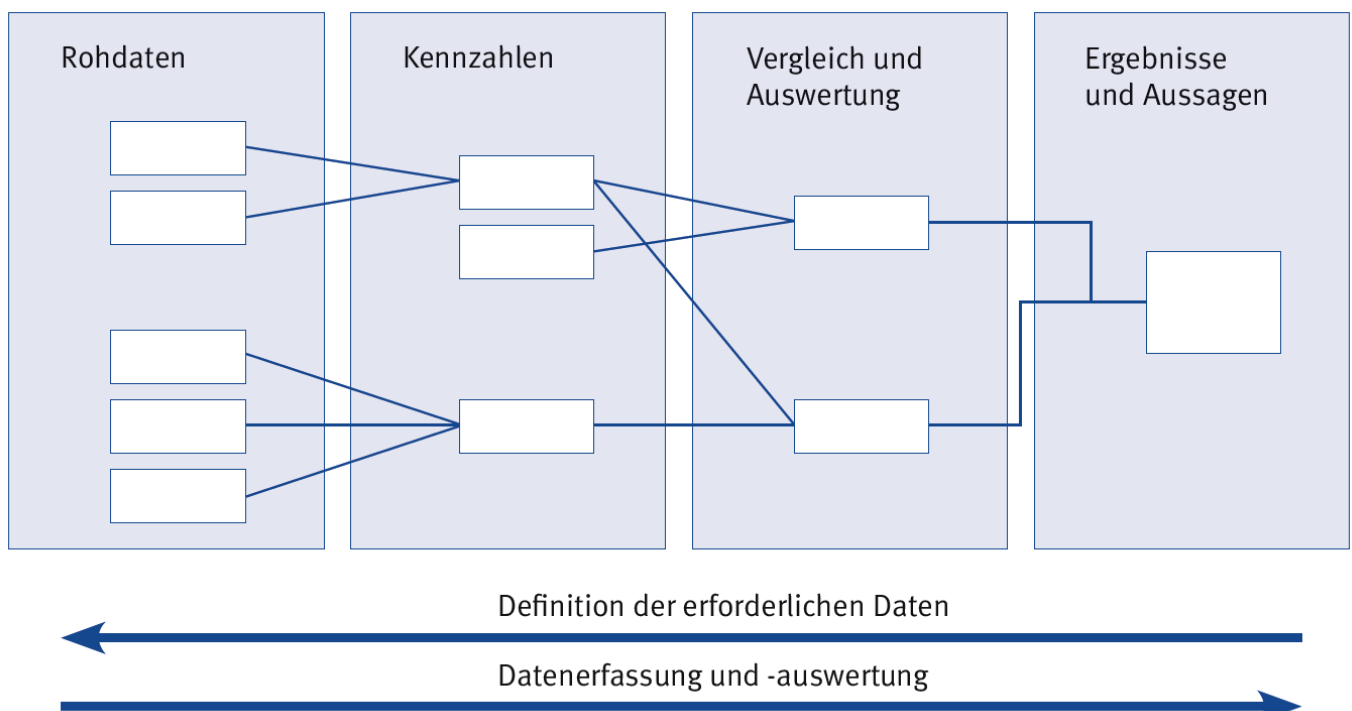 Rohdaten
Kennzahlen
Vergleich und
Auswertung
Ergebnisse
und Aussagen
Definition der erforderlichen Daten
Datenerfassung und -auswertung